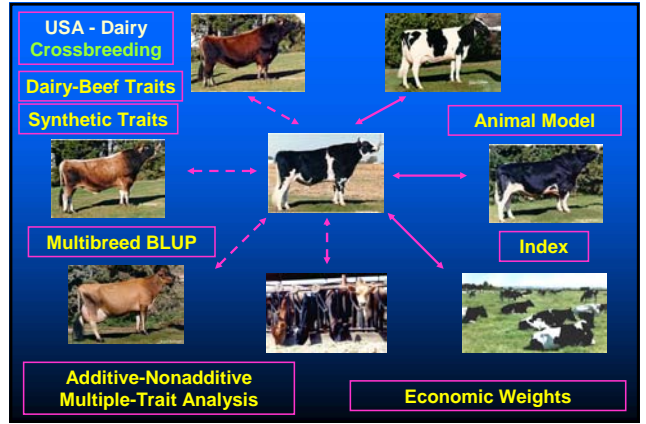 USA - Dairy
Crossbreeding
Dairy-Beef Traits
Synthetic Traits
Animal Model
Multibreed BLUP
Index
Additive-Nonadditive
Multiple-Trait Analysis
Economic Weights